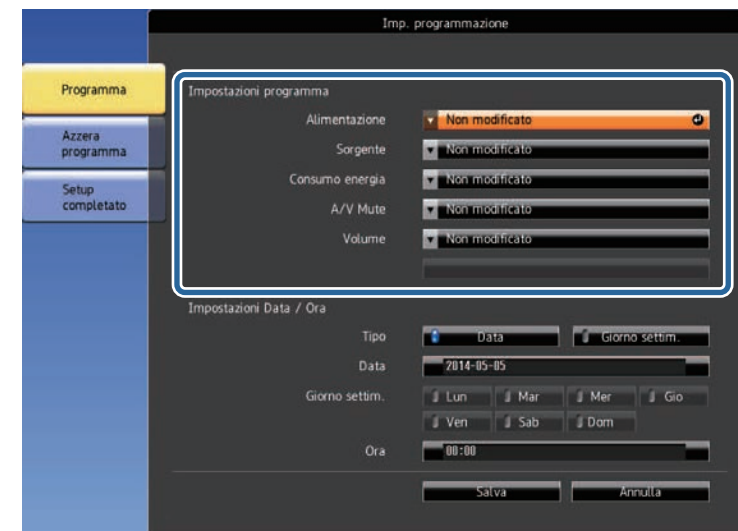 Imp. programmazione
Programma
Azzera
programma
Setup
completato
Impostazioni programma
Alimentazione Non modificato
Sorgente Non modificato
Consumo energia Non modificato
A/V Mute Non modificato
Volume Non modificato
Impostazioni Data / Ora
Tipo Data Giorno settim.
Data 2014-05-05
Giorno settim. Lun Mar Mer Gio
Ven Sab Dom
Ora 00:00
Salva Annulla